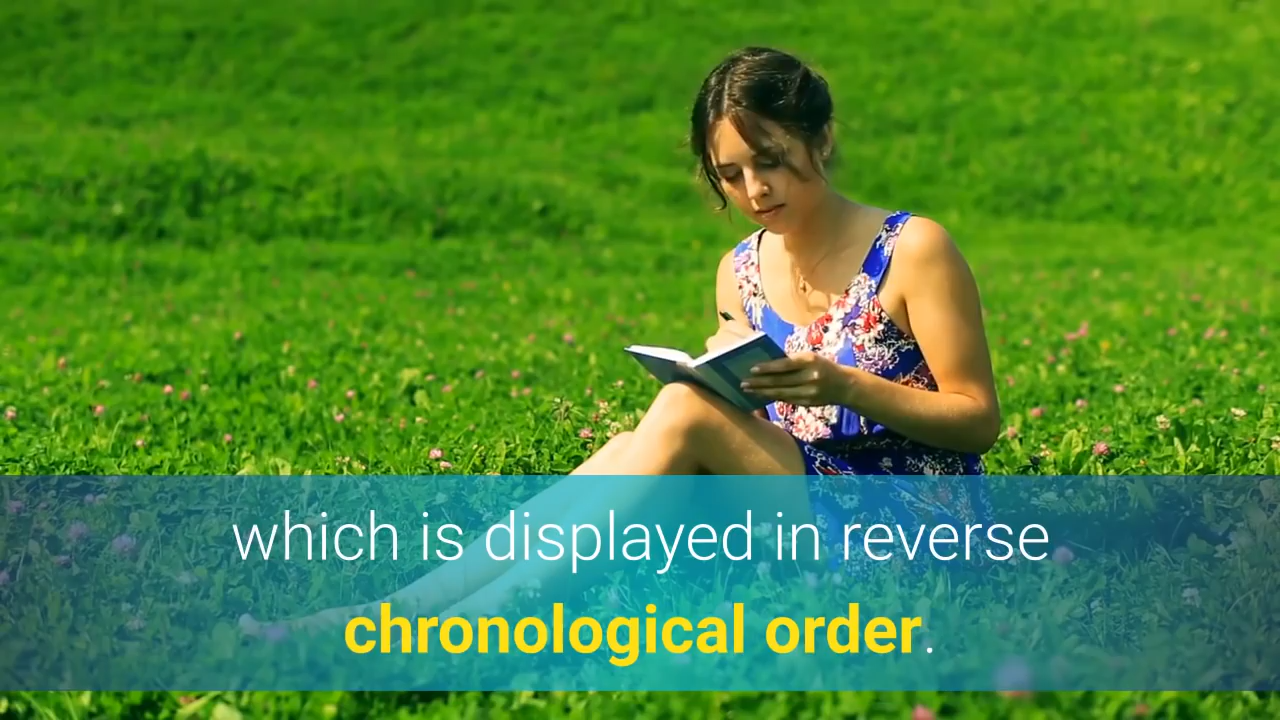 which is displayed in reverse
chronological order.